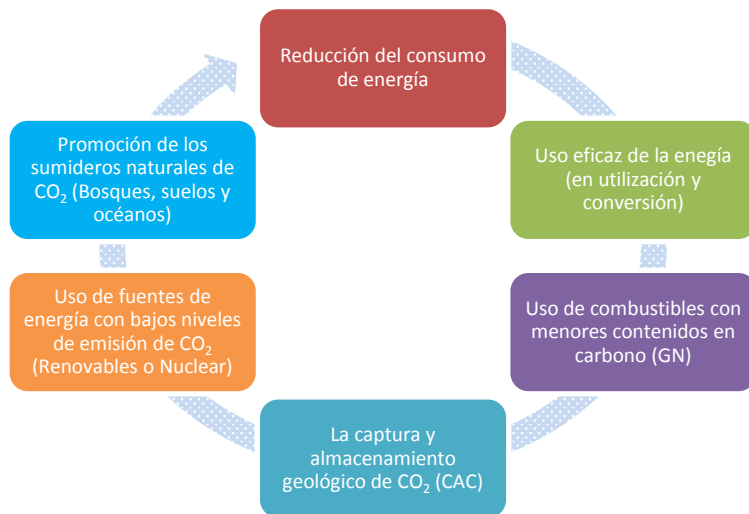 Reducción del consumo
de energía
Uso eficaz de la enegía
(en utilización y
conversión)
Uso de combustibles con
menores contenidos en
carbono (GN)
La captura y
almacenamiento
geológico de CO₂ (CAC)
Uso de fuentes de
energía con bajos niveles
de emisión de CO₂
(Renovables o Nuclear)
Promoción de los
sumideros naturales de
CO₂ (Bosques, suelos y
océanos)